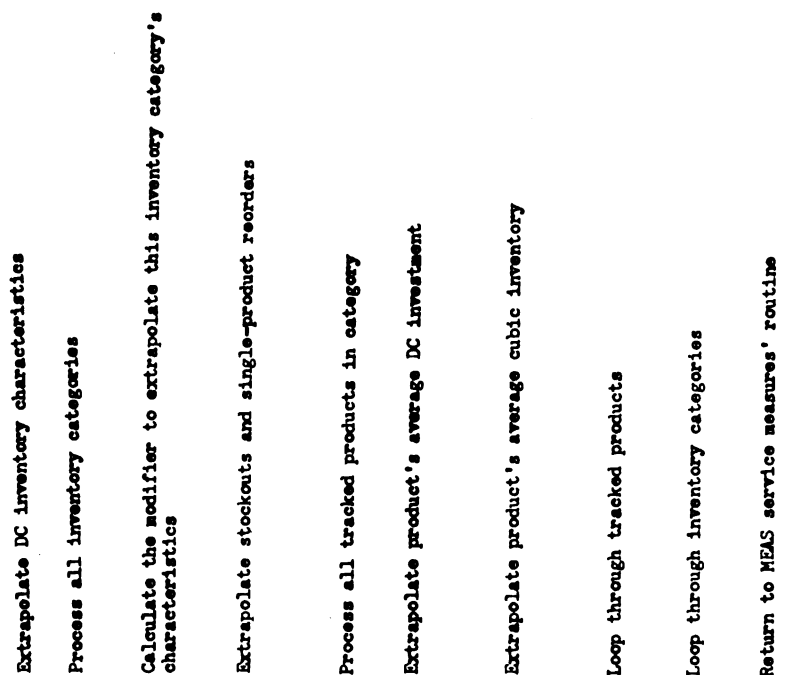 Extrapolate DC inventory characteristics
Process all inventory categories
Calculate the modifier to extrapolate this inventory category's
characteristics
Extrapolate stockouts and single-product reorders
Process all tracked products in category
Extrapolate product's average DC investment
Extrapolate product's average cubic inventory
Loop through tracked products
Loop through inventory categories
Return to MEAS service measures' routine